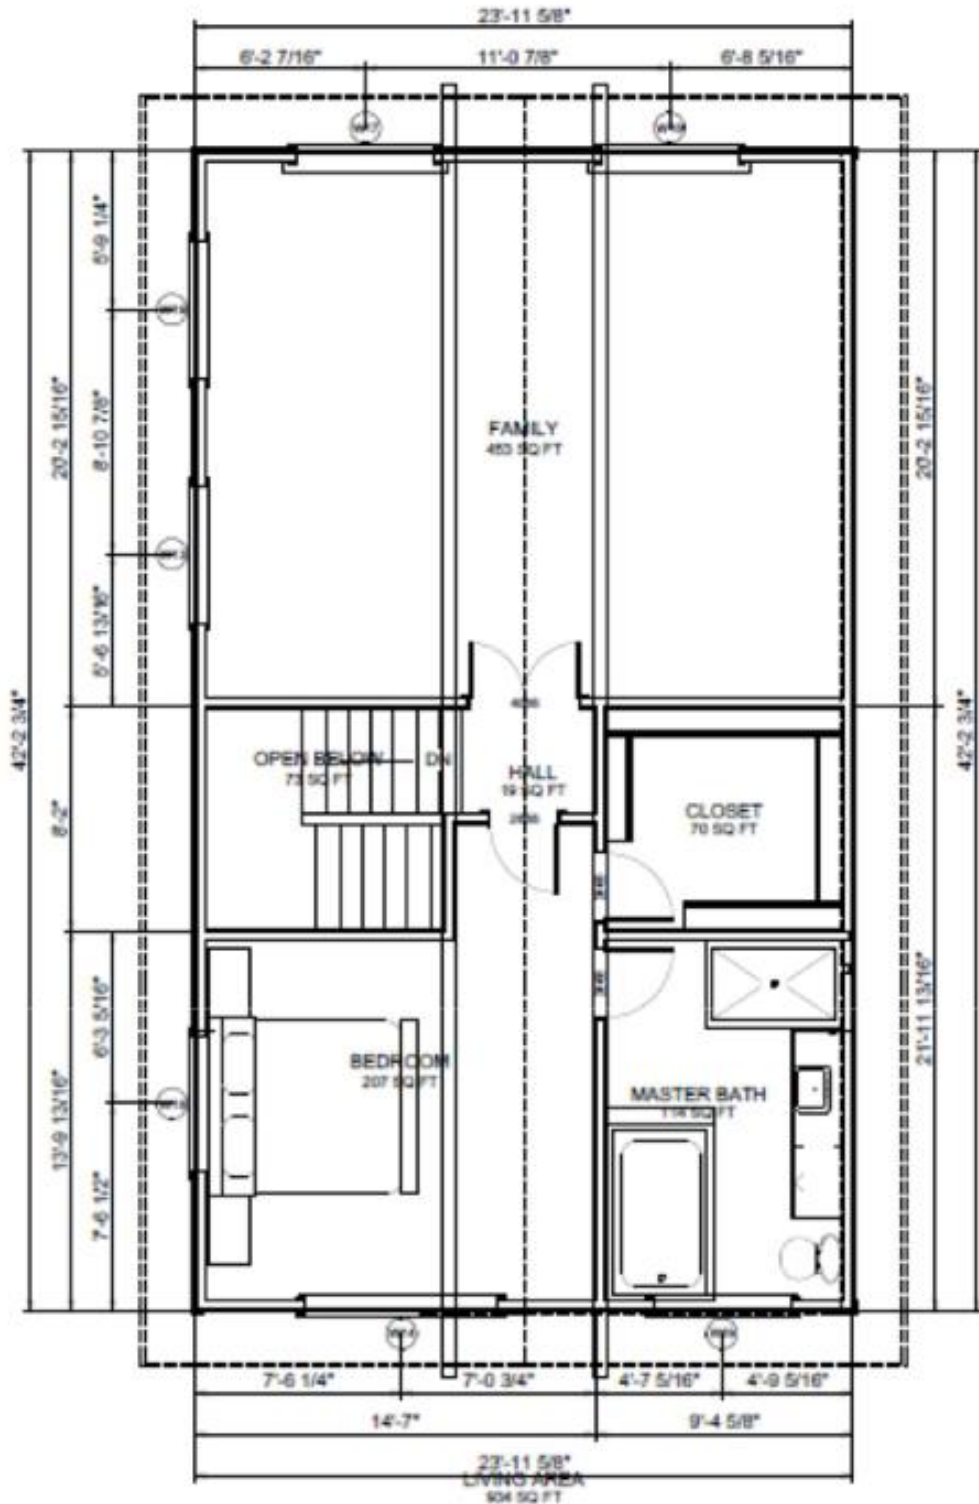 23'-11 5/8"
6'-2 7/16"
11'-0 7/8"
6'-8 5/16"
5'-9 1/4"
8'-10 7/8"
5'-6 13/16"
20'-2 15/16"
20'-2 15/16"
42'-2 3/4"
42'-2 3/4"
FAMILY
483 SQ FT
OPEN BELOW
73 SQ FT
DN
HALL
19 SQ FT
CLOSET
70 SQ FT
8'-2"
6'-3 5/16"
13'-9 13/16"
7'-6 1/2"
21'-11 13/16"
BEDROOM
207 SQ FT
MASTER BATH
114 SQ FT
7'-6 1/4"
7'-0 3/4"
4'-7 5/16"
4'-9 5/16"
14'-7"
9'-4 5/8"
23'-11 5/8"
LIVING AREA
934 SQ FT